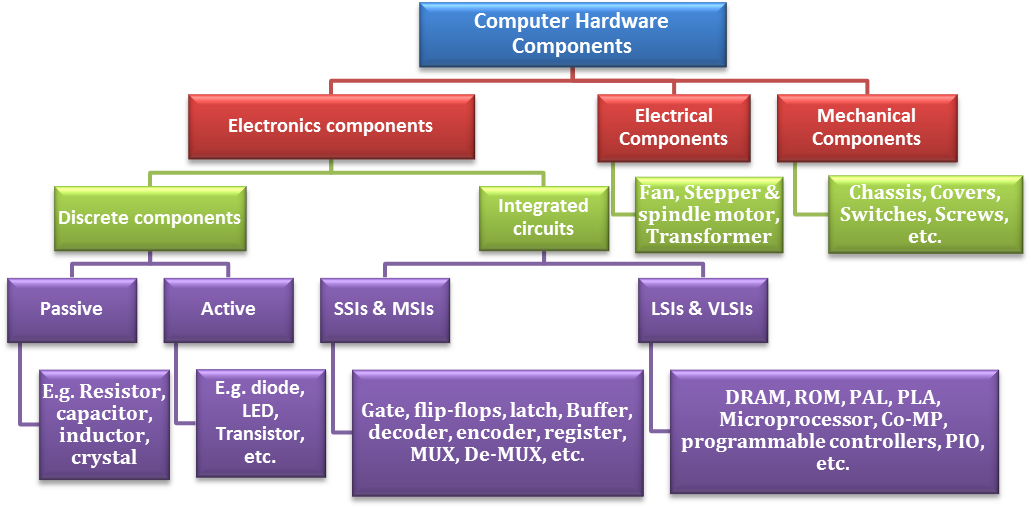 Computer Hardware
Components
Electronics components
Electrical
Components
Mechanical
Components
Discrete components
Integrated
circuits
Fan, Stepper &
spindle motor,
Transformer
Chassis, Covers,
Switches, Screws,
etc.
Passive
Active
SSIs & MSIs
LSIs & VLSIs
E.g. Resistor,
capacitor,
inductor,
crystal
E.g. diode,
LED,
Transistor,
etc.
Gate, flip-flops, latch, Buffer,
decoder, encoder, register,
MUX, De-MUX, etc.
DRAM, ROM, PAL, PLA,
Microprocessor, Co-MP,
programmable controllers, PIO,
etc.